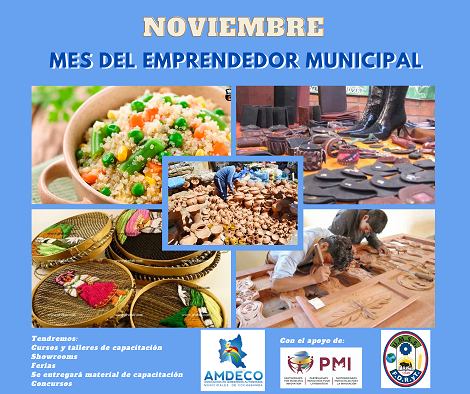 NOVIEMBRE
MES DEL EMPRENDEDOR MUNICIPAL
Tendremos:
Cursos y talleres de capacitación
Showrooms
Ferias
Se entregará material de capacitación
Concursos
AMDECO
Con el apoyo de:
PMI